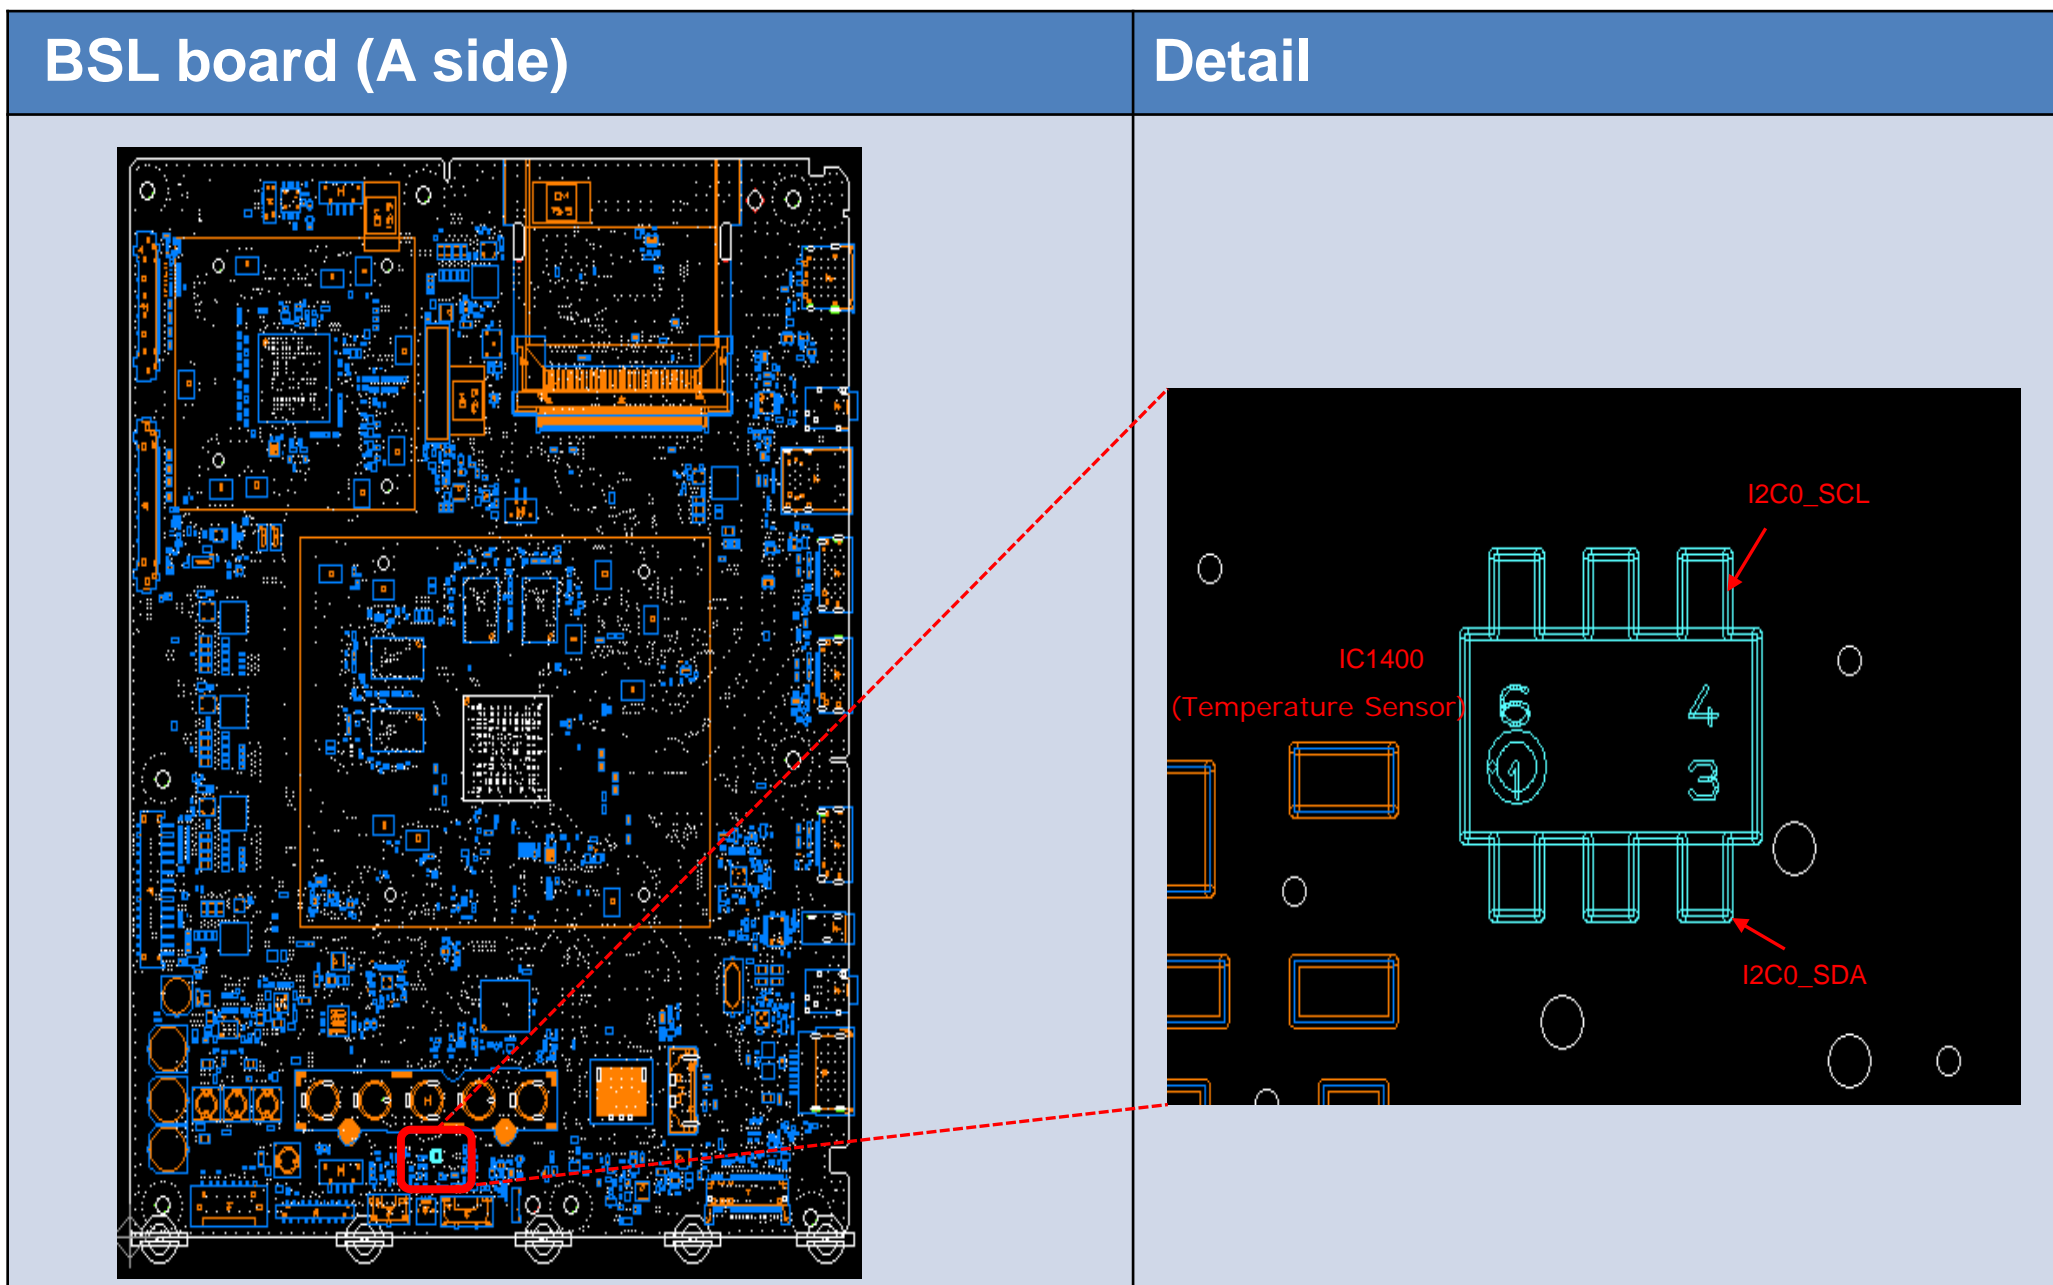 BSL board (A side)
Detail
I2C0_SCL
IC1400
(Temperature Sensor)
6 4
1 3
I2C0_SDA